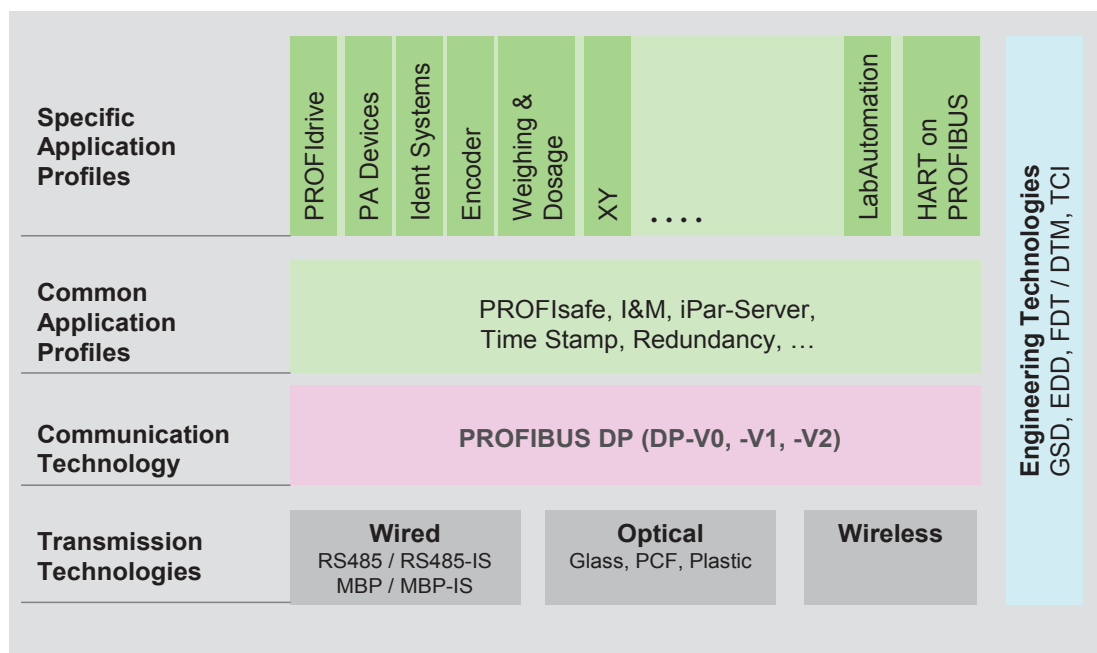 Specific
Application
Profiles
PROFIdrive
PA Devices
Ident Systems
Encoder
Weighing &
Dosage
XY
....
LabAutomation
HART on
PROFIBUS
Common
Application
Profiles
PROFIsafe, I&M, iPar-Server,
Time Stamp, Redundancy, …
Communication
Technology
PROFIBUS DP (DP-V0, -V1, -V2)
Transmission
Technologies
Wired
RS485 / RS485-IS
MBP / MBP-IS
Optical
Glass, PCF, Plastic
Wireless
Engineering Technologies
GSD, EDD, FDT / DTM, TCI